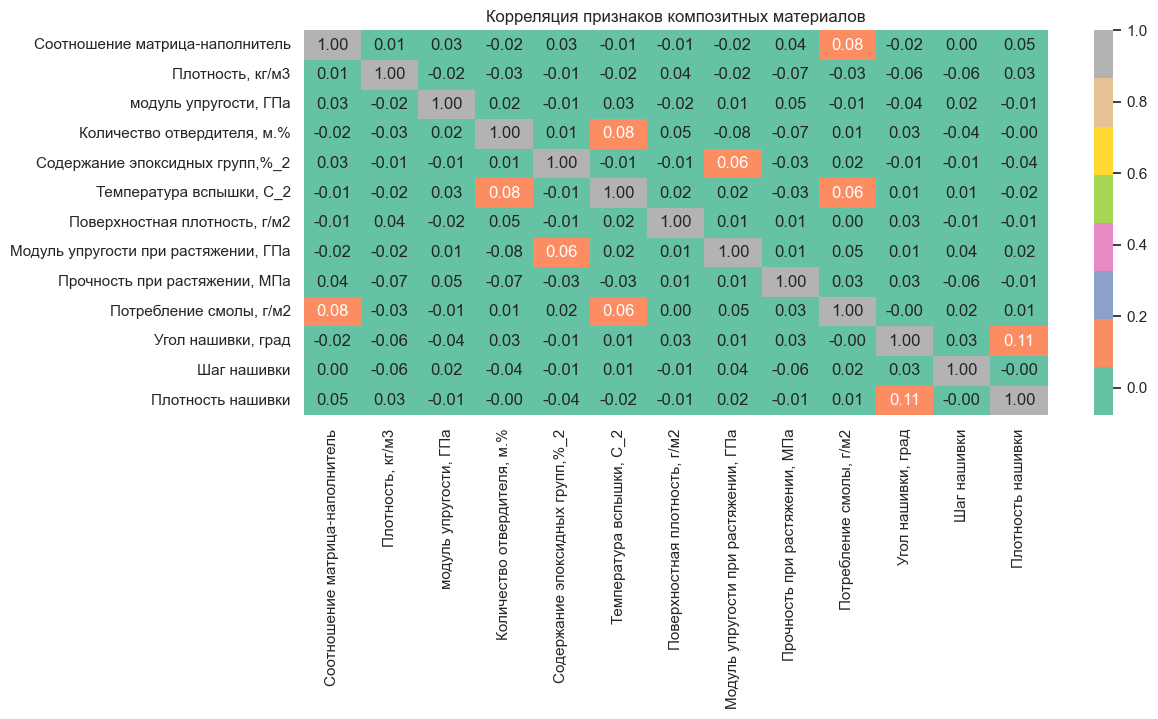 Корреляция признаков композитных материалов
Соотношение матрица-наполнитель 1.00 0.01 0.03 -0.02 0.03 -0.01 -0.01 -0.02 0.04 0.08 -0.02 0.00 0.05
Плотность, кг/м3 0.01 1.00 -0.02 -0.03 -0.01 -0.02 0.04 -0.02 -0.07 -0.03 -0.06 -0.06 0.03
модуль упругости, ГПа 0.03 -0.02 1.00 0.02 -0.01 0.03 -0.02 0.01 0.05 -0.01 -0.04 0.02 -0.01
Количество отвердителя, м.% -0.02 -0.03 0.02 1.00 0.01 0.08 0.05 -0.08 -0.07 0.01 0.03 -0.04 -0.00
Содержание эпоксидных групп,%_2 0.03 -0.01 -0.01 0.01 1.00 -0.01 -0.01 0.06 -0.03 0.02 -0.01 -0.01 -0.04
Температура вспышки, С_2 -0.01 -0.02 0.03 0.08 -0.01 1.00 0.02 0.02 -0.03 0.06 0.01 0.01 -0.02
Поверхностная плотность, г/м2 -0.01 0.04 -0.02 0.05 -0.01 0.02 1.00 0.01 0.01 0.00 0.03 -0.01 -0.01
Модуль упругости при растяжении, ГПа -0.02 -0.02 0.01 -0.08 0.06 0.02 0.01 1.00 0.01 0.05 0.01 0.04 0.02
Прочность при растяжении, МПа 0.04 -0.07 0.05 -0.07 -0.03 -0.03 0.01 0.01 1.00 0.03 0.03 -0.06 -0.01
Потребление смолы, г/м2 0.08 -0.03 -0.01 0.01 0.02 0.06 0.00 0.05 0.03 1.00 -0.00 0.02 0.01
Угол нашивки, град -0.02 -0.06 -0.04 0.03 -0.01 0.01 0.03 0.01 0.03 -0.00 1.00 0.03 0.11
Шаг нашивки 0.00 -0.06 0.02 -0.04 -0.01 0.01 -0.01 0.04 -0.06 0.02 0.03 1.00 -0.00
Плотность нашивки 0.05 0.03 -0.01 -0.00 -0.04 -0.02 -0.01 0.02 -0.01 0.01 0.11 -0.00 1.00
Соотношение матрица-наполнитель
Плотность, кг/м3
модуль упругости, ГПа
Количество отвердителя, м.%
Содержание эпоксидных групп,%_2
Температура вспышки, С_2
Поверхностная плотность, г/м2
Модуль упругости при растяжении, ГПа
Прочность при растяжении, МПа
Потребление смолы, г/м2
Угол нашивки, град
Шаг нашивки
Плотность нашивки
1.0
0.8
0.6
0.4
0.2
0.0